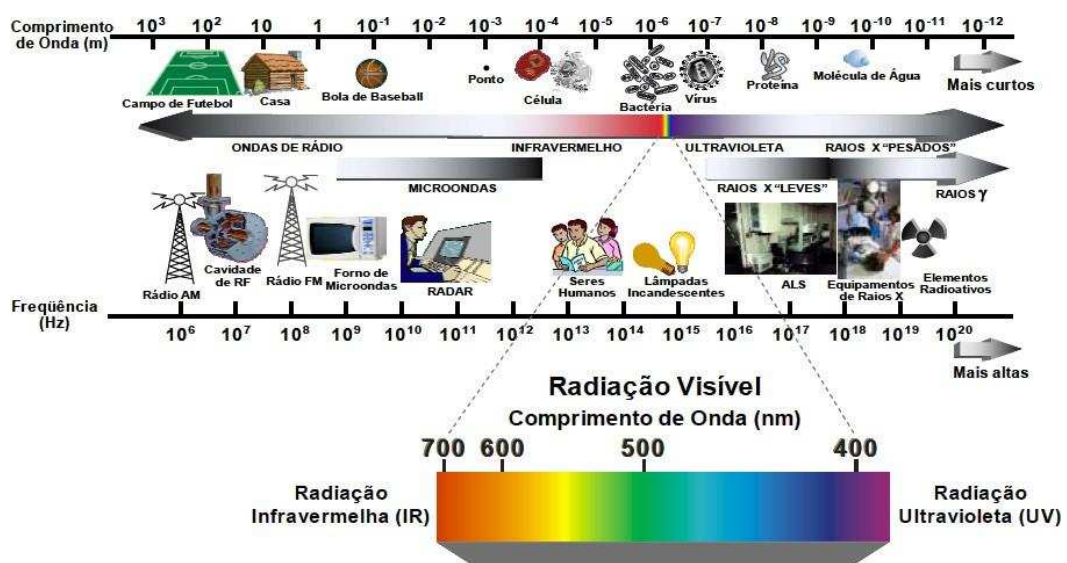 Comprimento
de Onda (m)
10³ 10² 10 1 10⁻¹ 10⁻² 10⁻³ 10⁻⁴ 10⁻⁵ 10⁻⁶ 10⁻⁷ 10⁻⁸ 10⁻⁹ 10⁻¹⁰ 10⁻¹¹ 10⁻¹²
Campo de Futebol
Casa
Bola de Baseball
Ponto
Célula
Bactéria
Vírus
Proteína
Molécula de Água
Mais curtos
ONDAS DE RÁDIO
INFRAVERMELHO
ULTRAVIOLETA
RAIOS X “PESADOS”
MICROONDAS
RAIOS X “LEVES”
RAIOS γ
Rádio AM
Cavidade
de RF
Rádio FM
Forno de
Microondas
RADAR
Seres
Humanos
Lâmpadas
Incandescentes
ALS
Equipamentos
de Raios X
Elementos
Radioativos
Freqüência
(Hz)
10⁶ 10⁷ 10⁸ 10⁹ 10¹⁰ 10¹¹ 10¹² 10¹³ 10¹⁴ 10¹⁵ 10¹⁶ 10¹⁷ 10¹⁸ 10¹⁹ 10²⁰
Mais altas
Radiação Visível
Comprimento de Onda (nm)
700 600 500 400
Radiação
Infravermelha (IR)
Radiação
Ultravioleta (UV)